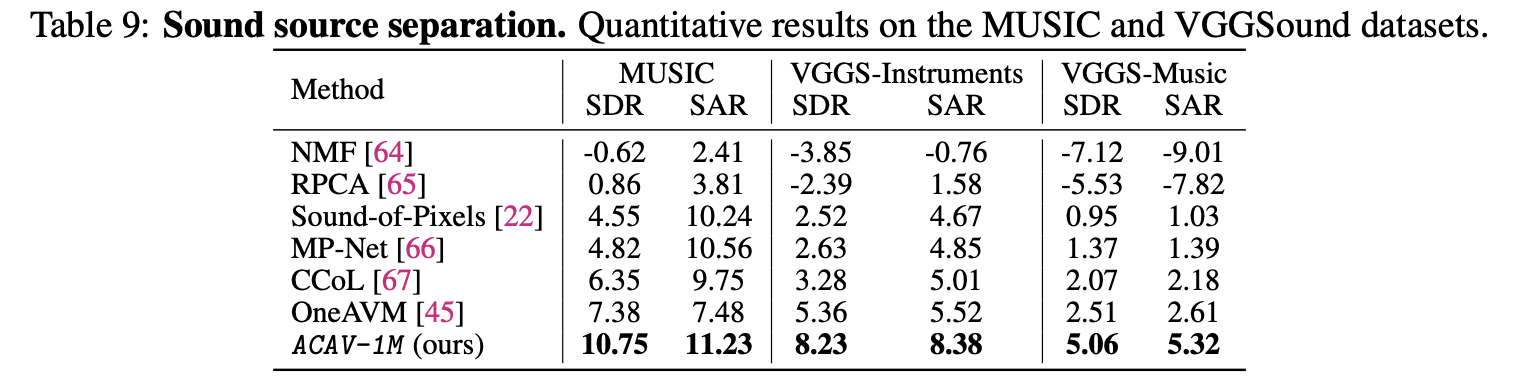 Table 9: Sound source separation. Quantitative results on the MUSIC and VGGSound datasets.
Method MUSIC VGGS-Instruments VGGS-Music
SDR SAR SDR SAR SDR SAR
NMF [64] -0.62 2.41 -3.85 -0.76 -7.12 -9.01
RPCA [65] 0.86 3.81 -2.39 1.58 -5.53 -7.82
Sound-of-Pixels [22] 4.55 10.24 2.52 4.67 0.95 1.03
MP-Net [66] 4.82 10.56 2.63 4.85 1.37 1.39
CCoL [67] 6.35 9.75 3.28 5.01 2.07 2.18
OneAVM [45] 7.38 7.48 5.36 5.52 2.51 2.61
ACAV-1M (ours) 10.75 11.23 8.23 8.38 5.06 5.32